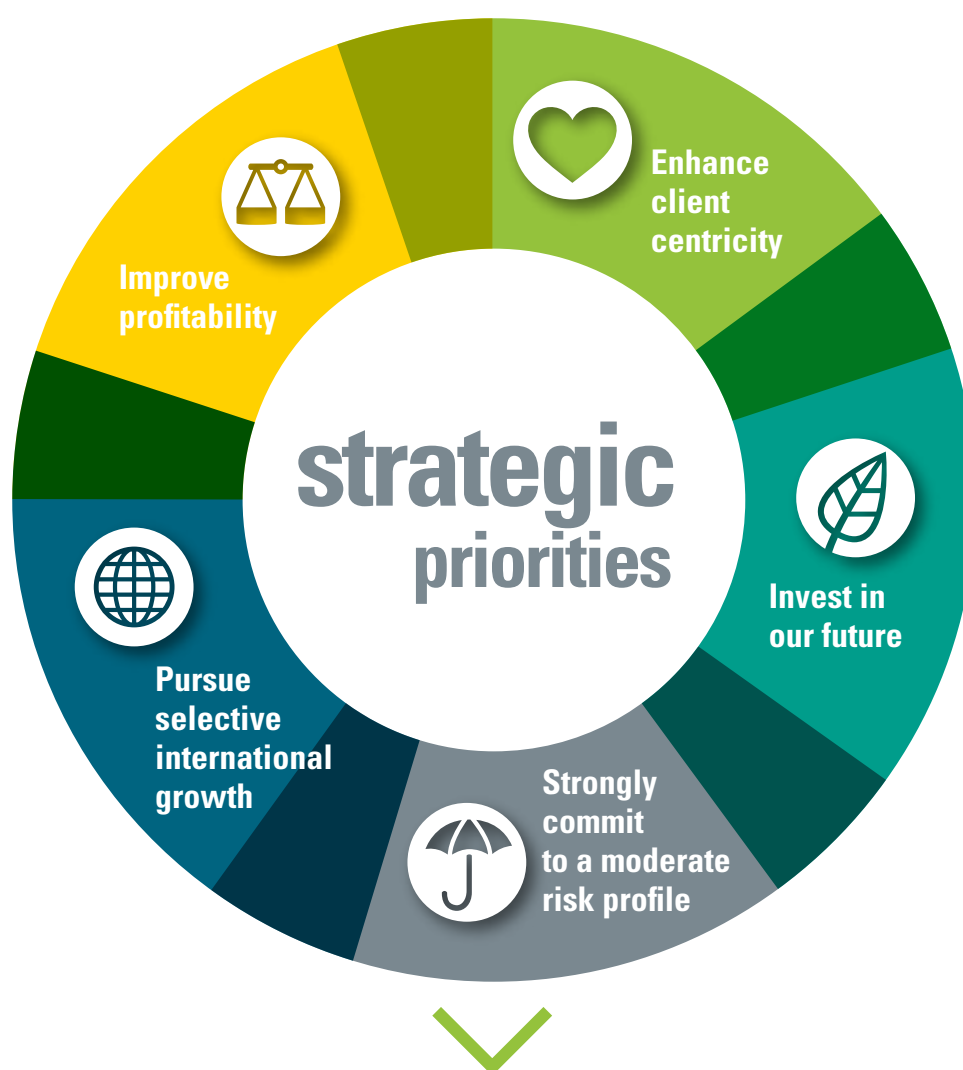 strategic
priorities
Enhance
client
centricity
Invest in
our future
Strongly
commit
to a moderate
risk profile
Pursue
selective
international
growth
Improve
profitability